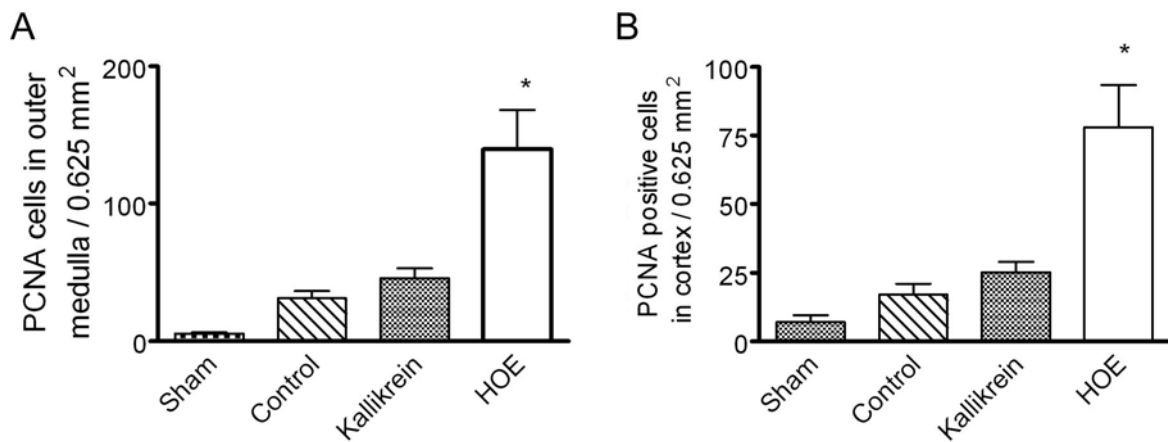 A
PCNA cells in outer
medulla / 0.625 mm²
200
100
0
*
Sham
Control
Kallikrein
HOE
B
PCNA positive cells
in cortex / 0.625 mm²
100
75
50
25
0
*
Sham
Control
Kallikrein
HOE